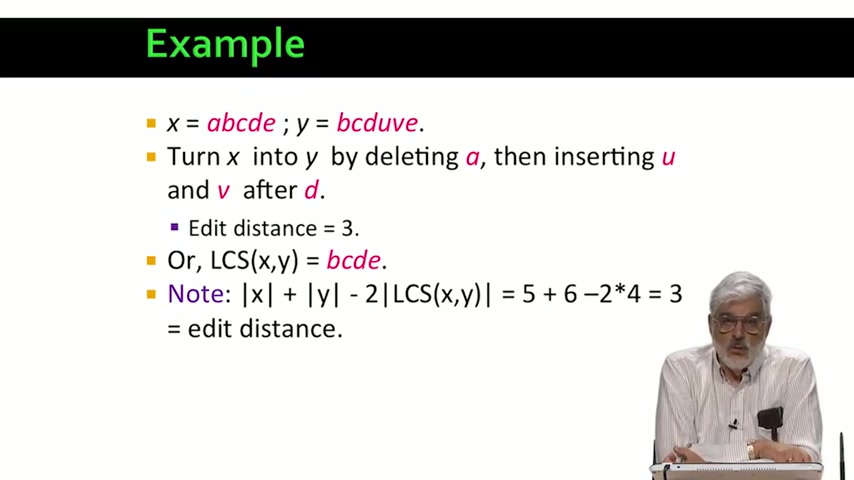 Example
x = abcde ; y = bcduve.
Turn x into y by deleting a, then inserting u
and v after d.
Edit distance = 3.
Or, LCS(x,y) = bcde.
Note: |x| + |y| - 2|LCS(x,y)| = 5 + 6 –2*4 = 3
= edit distance.